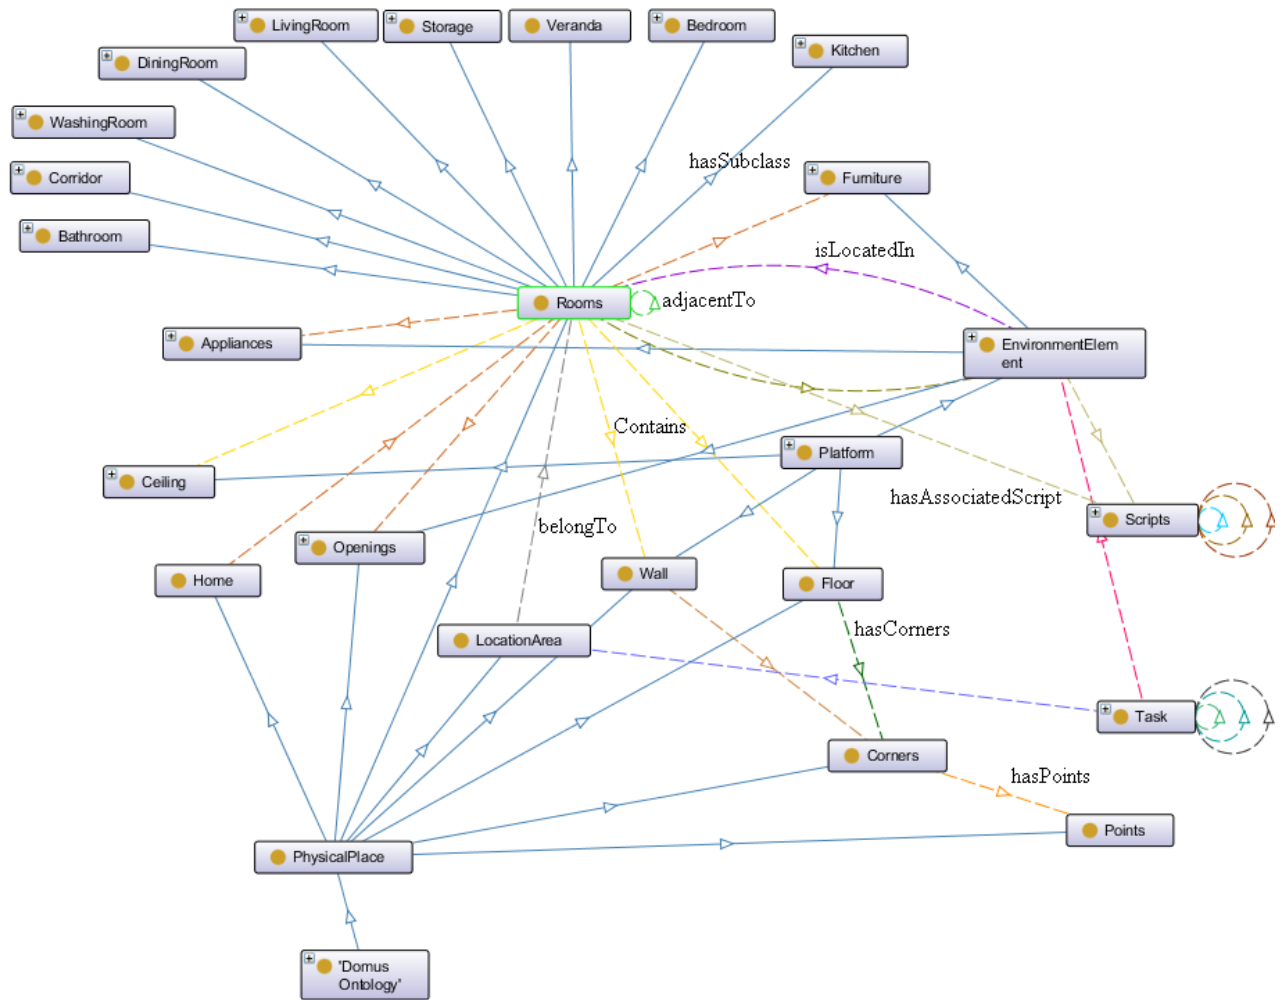 LivingRoom
Storage
Veranda
Bedroom
Kitchen
DiningRoom
WashingRoom
hasSubclass
Corridor
Furniture
Bathroom
isLocatedIn
Rooms
adjacentTo
Appliances
EnvironmentElem
ent
Contains
Platform
Ceiling
hasAssociatedScript
Scripts
belongTo
Openings
Home
Wall
Floor
hasCorners
LocationArea
Task
Corners
hasPoints
Points
PhysicalPlace
'Domus
Ontology'